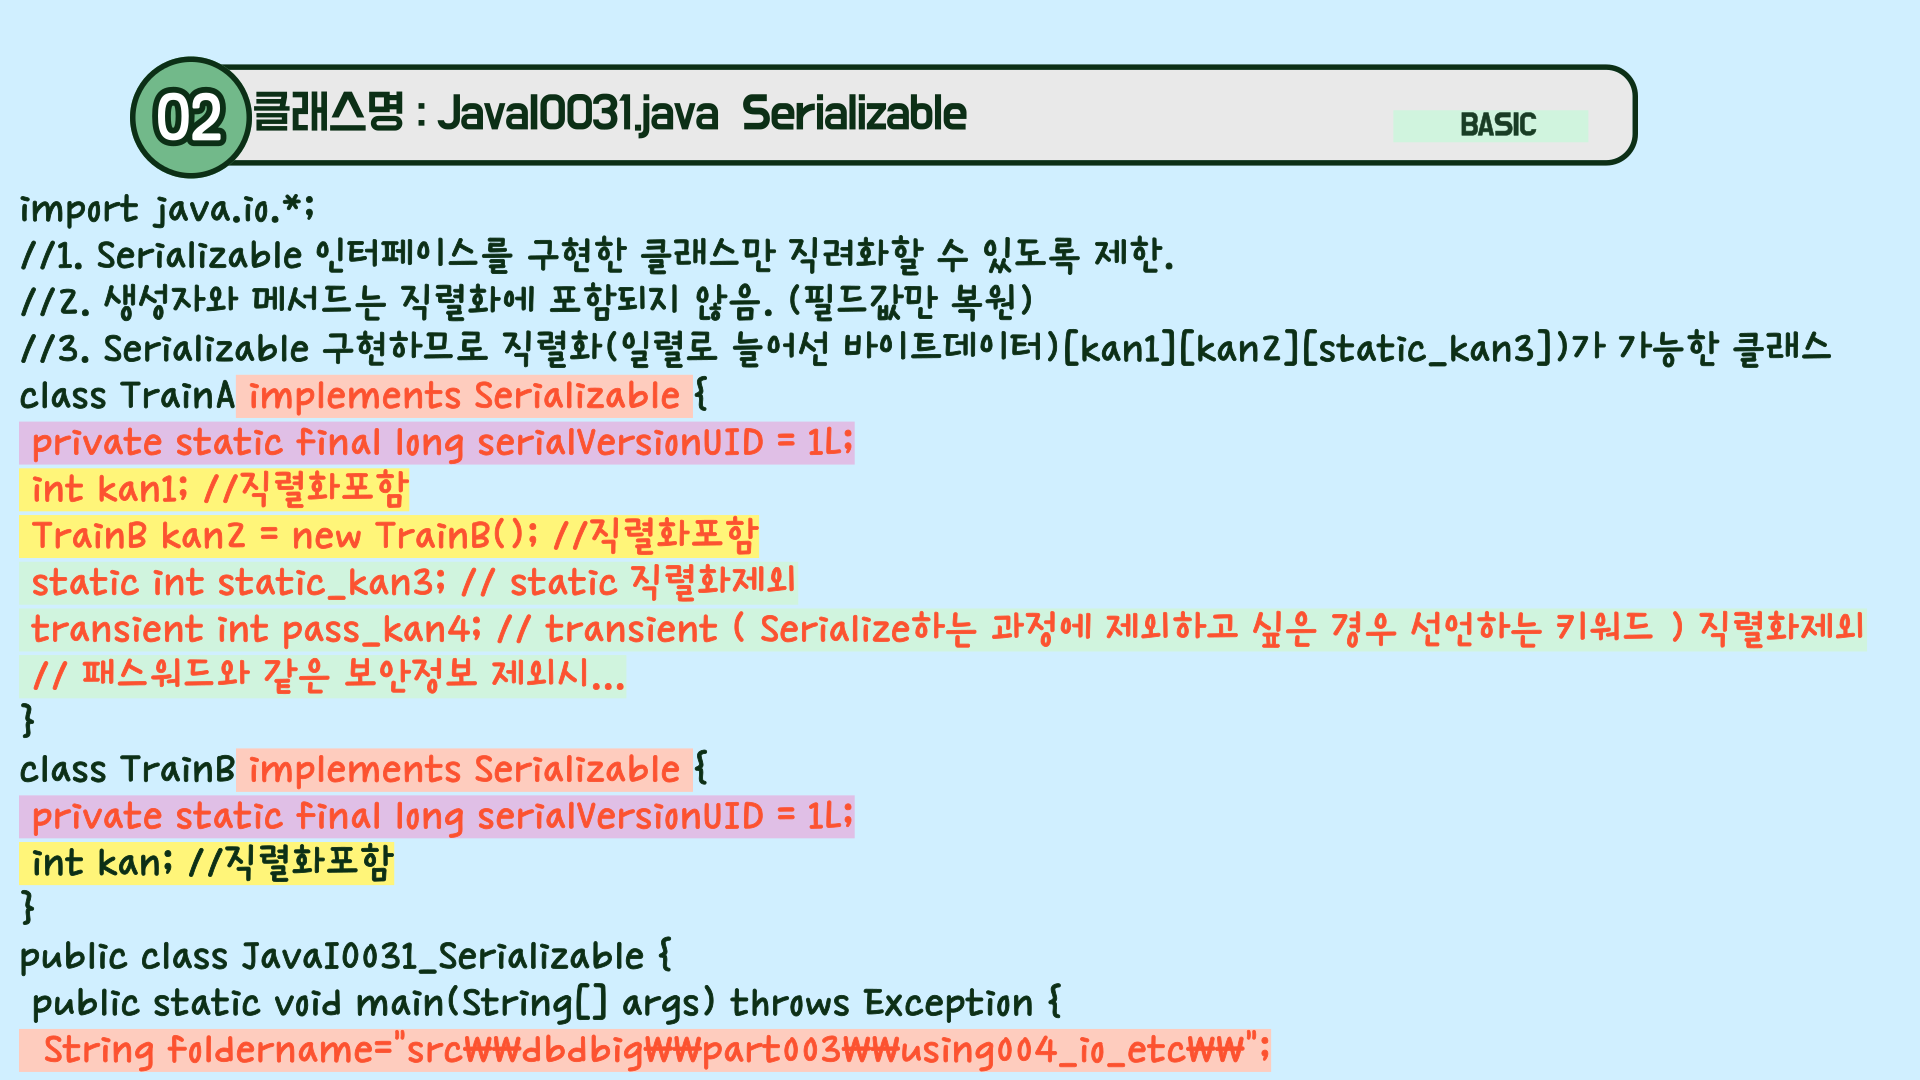 02
클래스명 : JavaI0031.java  Serializable
BASIC
import java.io.*;
//1. Serializable 인터페이스를 구현한 클래스만 직려화할 수 있도록 제한.
//2. 생성자와 메서드는 직렬화에 포함되지 않음. (필드값만 복원)
//3. Serializable 구현하므로 직렬화(일렬로 늘어선 바이트데이터)[kan1][kan2][static_kan3])가 가능한 클래스
class TrainA implements Serializable {
 private static final long serialVersionUID = 1L;
 int kan1; //직렬화포함
 TrainB kan2 = new TrainB(); //직렬화포함
 static int static_kan3; // static 직렬화제외
 transient int pass_kan4; // transient ( Serialize하는 과정에 제외하고 싶은 경우 선언하는 키워드 ) 직렬화제외
 // 패스워드와 같은 보안정보 제외시...
}
class TrainB implements Serializable {
 private static final long serialVersionUID = 1L;
 int kan; //직렬화포함
}
public class JavaI0031_Serializable {
 public static void main(String[] args) throws Exception {
  String foldername="src₩₩dbdbig₩₩part003₩₩using004_io_etc₩₩";